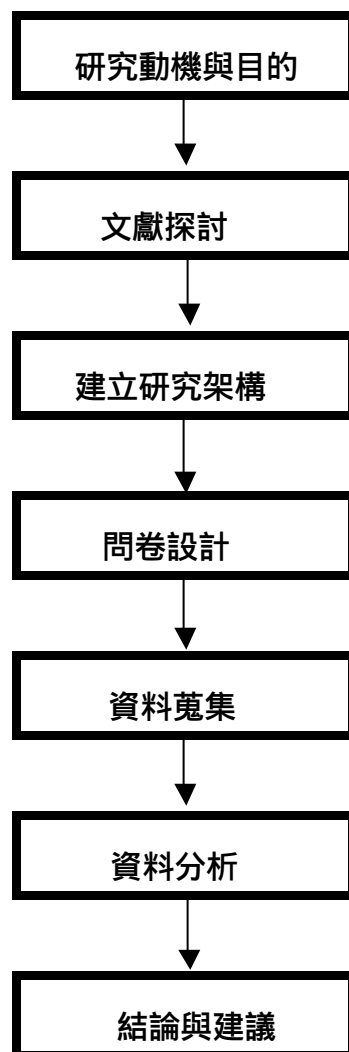 研究動機與目的
文獻探討
建立研究架構
問卷設計
資料蒐集
資料分析
結論與建議